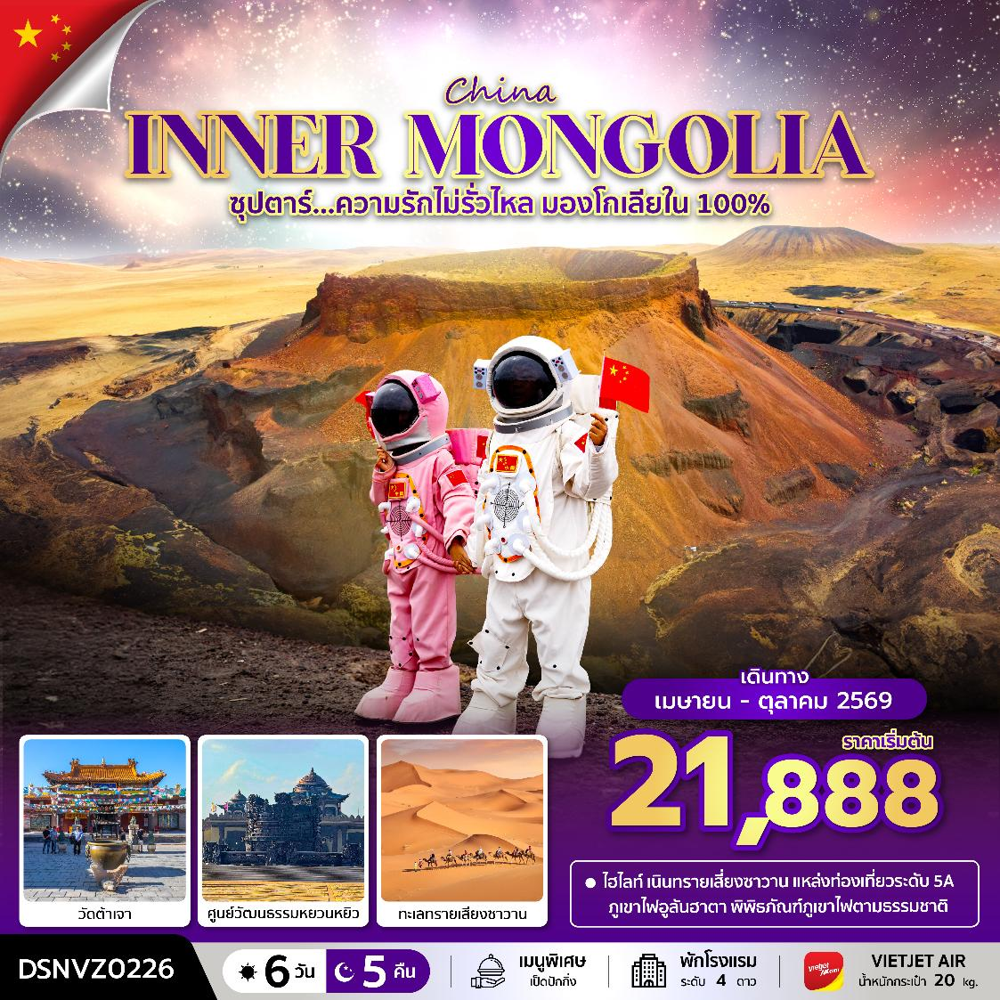 China
INNER MONGOLIA
ซุปตาร์...ความรักไม่รั่วไหล มองโกเลียใน 100%
เดินทาง
เมษายน - ตุลาคม 2569
ราคาเริ่มต้น
21,888
วัดต้าเจา
ศูนย์วัฒนธรรมหยวนหยิว
ทะเลทรายเสี่ยงซาวาน
• ไฮไลท์ เนินทรายเสี่ยงซาวาน แหล่งท่องเที่ยวระดับ 5A
ภูเขาไฟอูลันฮาตา พิพิธภัณฑ์ภูเขาไฟตามธรรมชาติ
DSNVZ0226
6 วัน 5 คืน
เมนูพิเศษ
เป็ดปักกิ่ง
พักโรงแรม
ระดับ 4 ดาว
vietjet Air.com
VIETJET AIR
น้ำหนักกระเป๋า 20 kg.